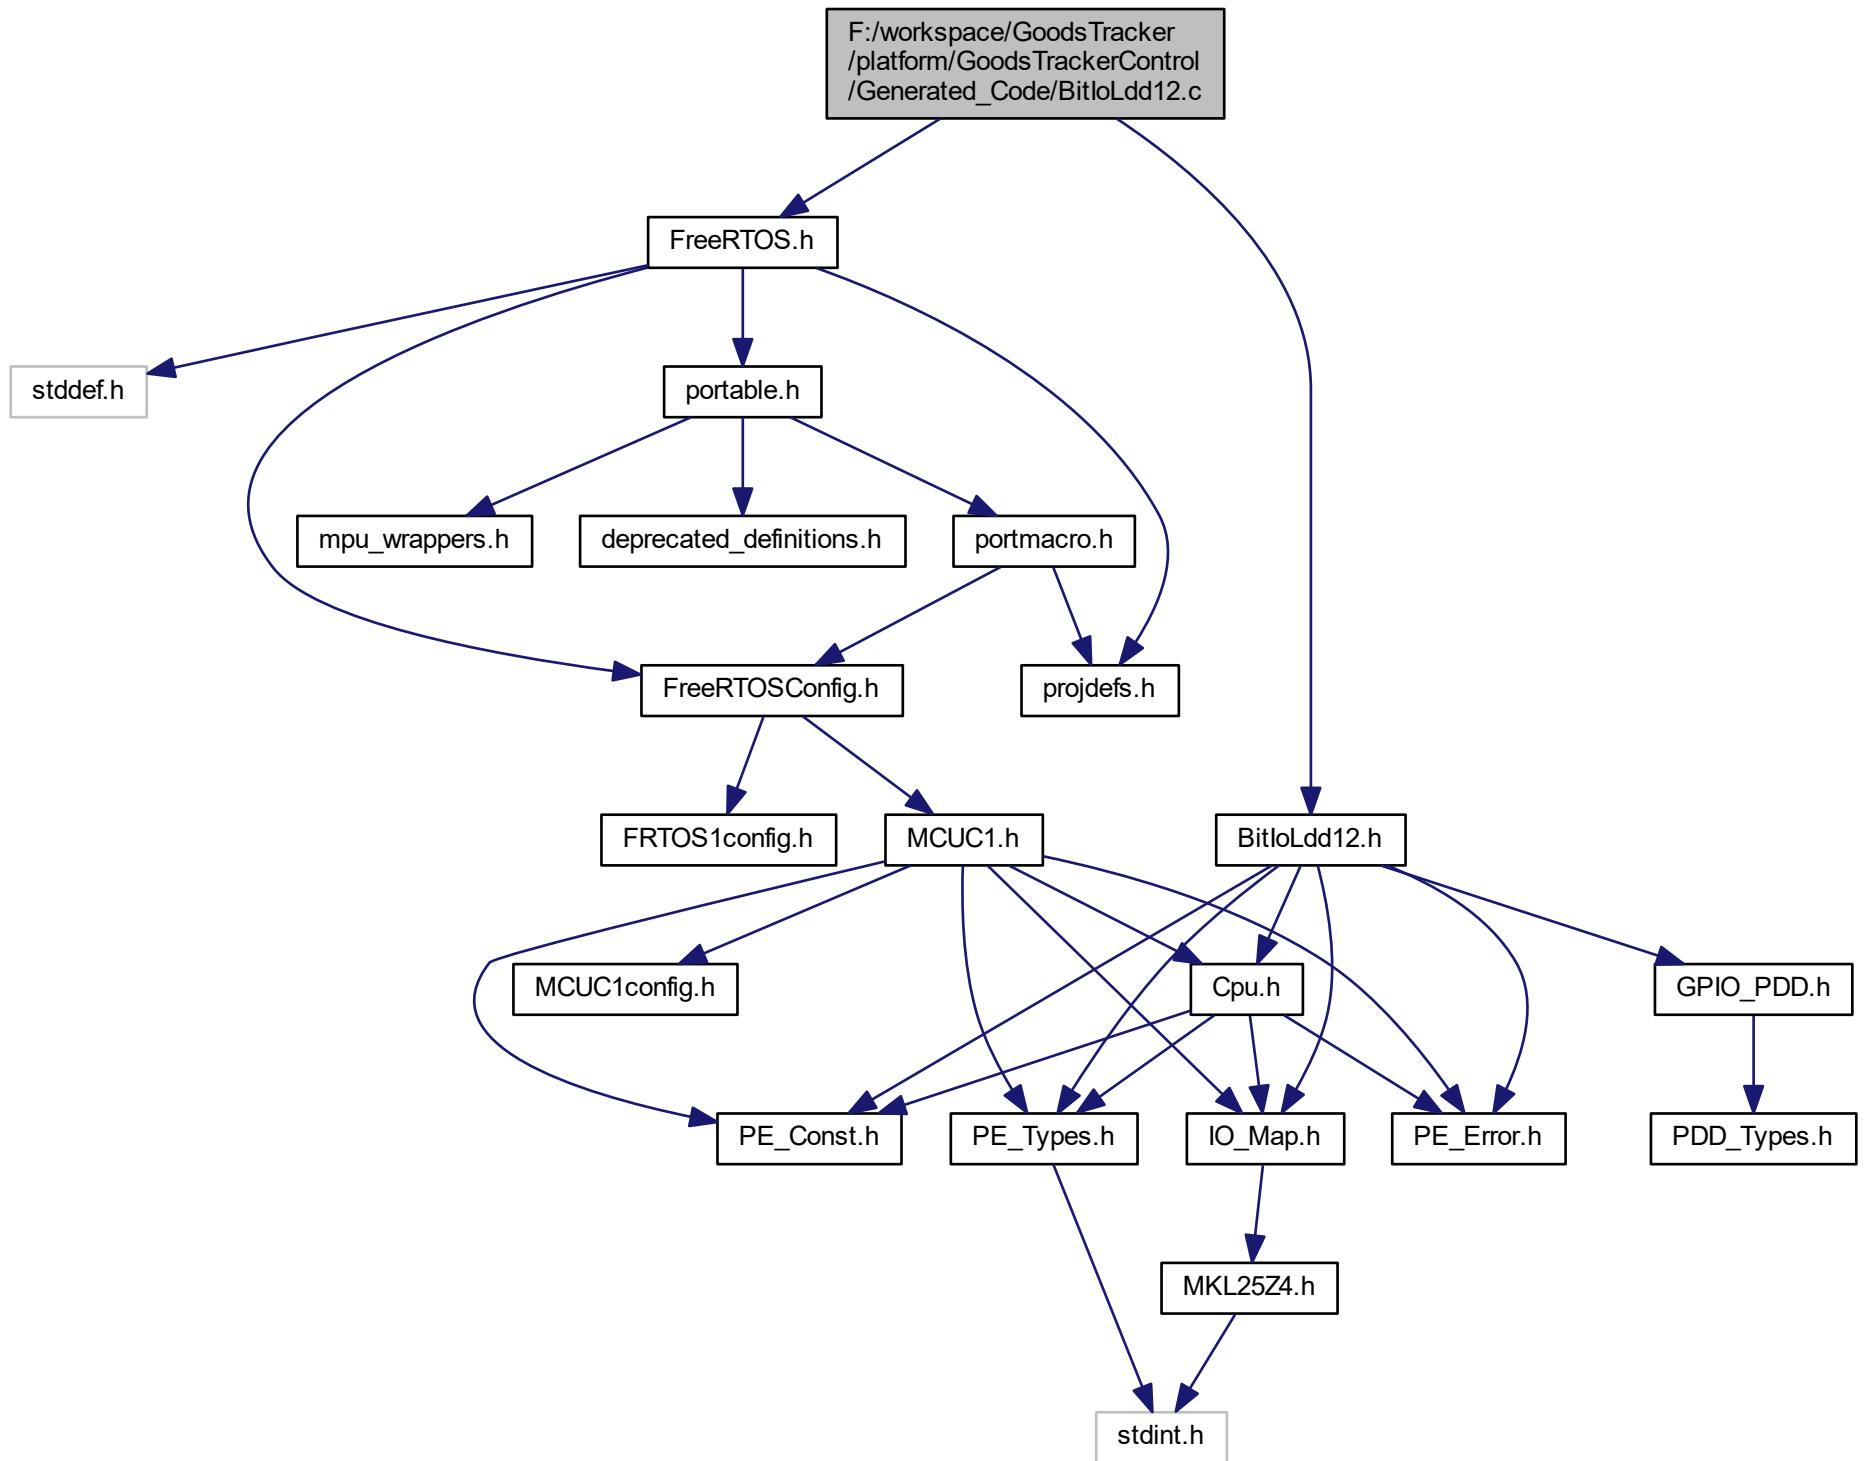 F:/workspace/GoodsTracker
/platform/GoodsTrackerControl
/Generated_Code/BitIoLdd12.c
FreeRTOS.h
stddef.h
portable.h
mpu_wrappers.h
deprecated_definitions.h
portmacro.h
FreeRTOSConfig.h
projdefs.h
FRTOS1config.h
MCUC1.h
BitIoLdd12.h
MCUC1config.h
Cpu.h
GPIO_PDD.h
PE_Const.h
PE_Types.h
IO_Map.h
PE_Error.h
PDD_Types.h
MKL25Z4.h
stdint.h